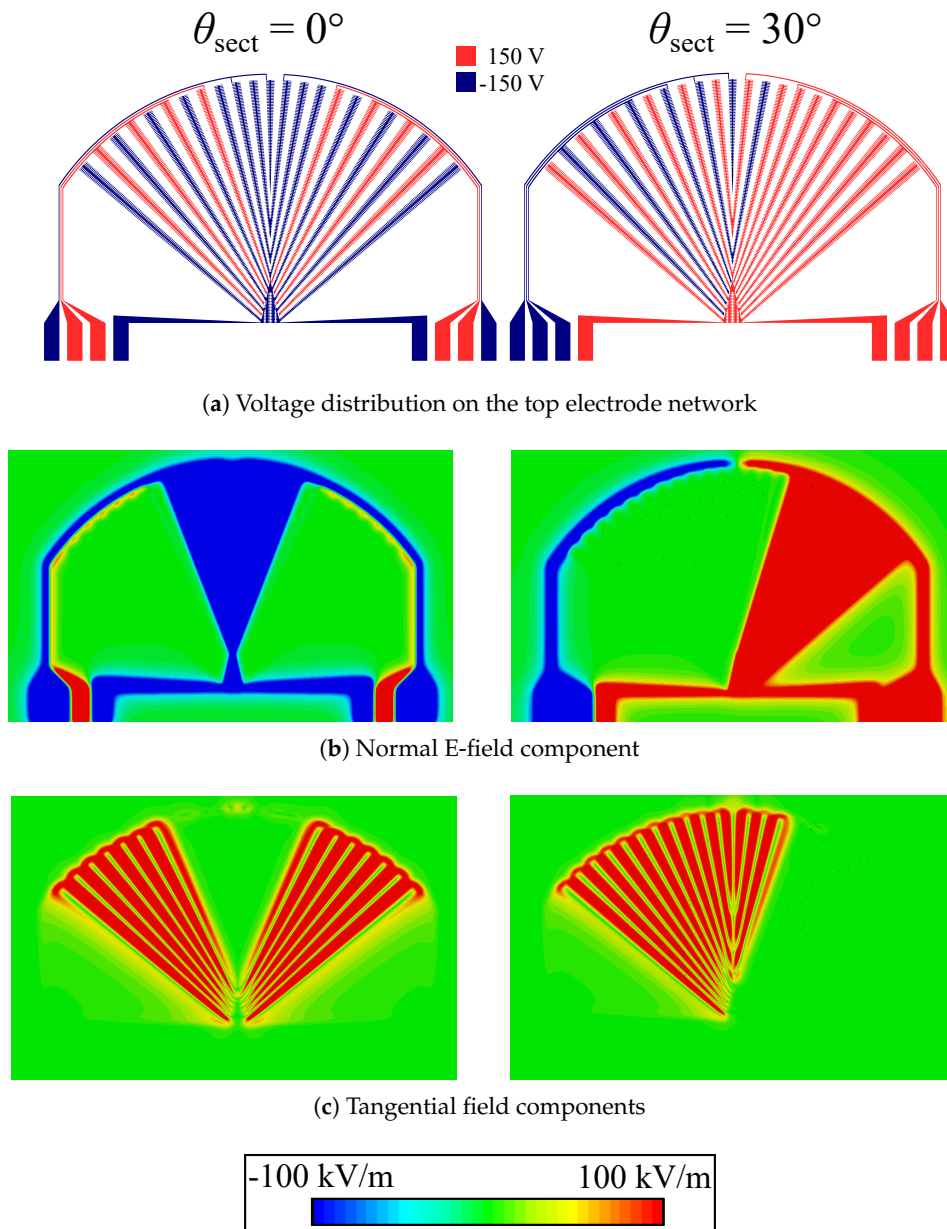 θsect = 0°
θsect = 30°
150 V
-150 V
(a) Voltage distribution on the top electrode network
(b) Normal E-field component
(c) Tangential field components
-100 kV/m 100 kV/m